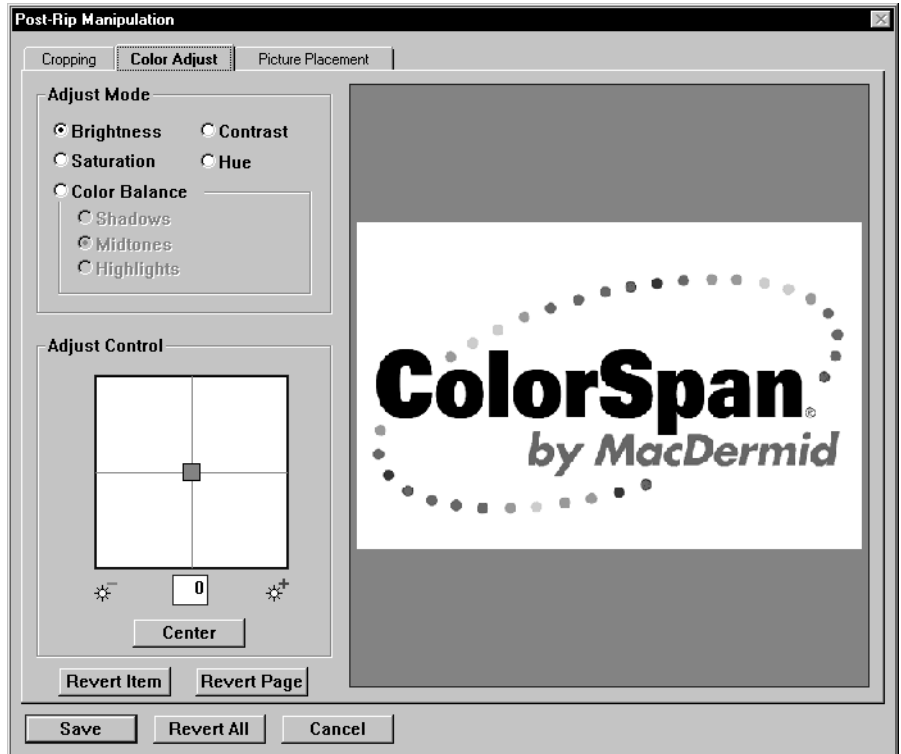 Post-Rip Manipulation
Cropping Color Adjust Picture Placement
Adjust Mode
Brightness Contrast
Saturation Hue
Color Balance
Shadows
Midtones
Highlights
Adjust Control
0
Center
Revert Item Revert Page
Save Revert All Cancel
ColorSpan®
by MacDermid